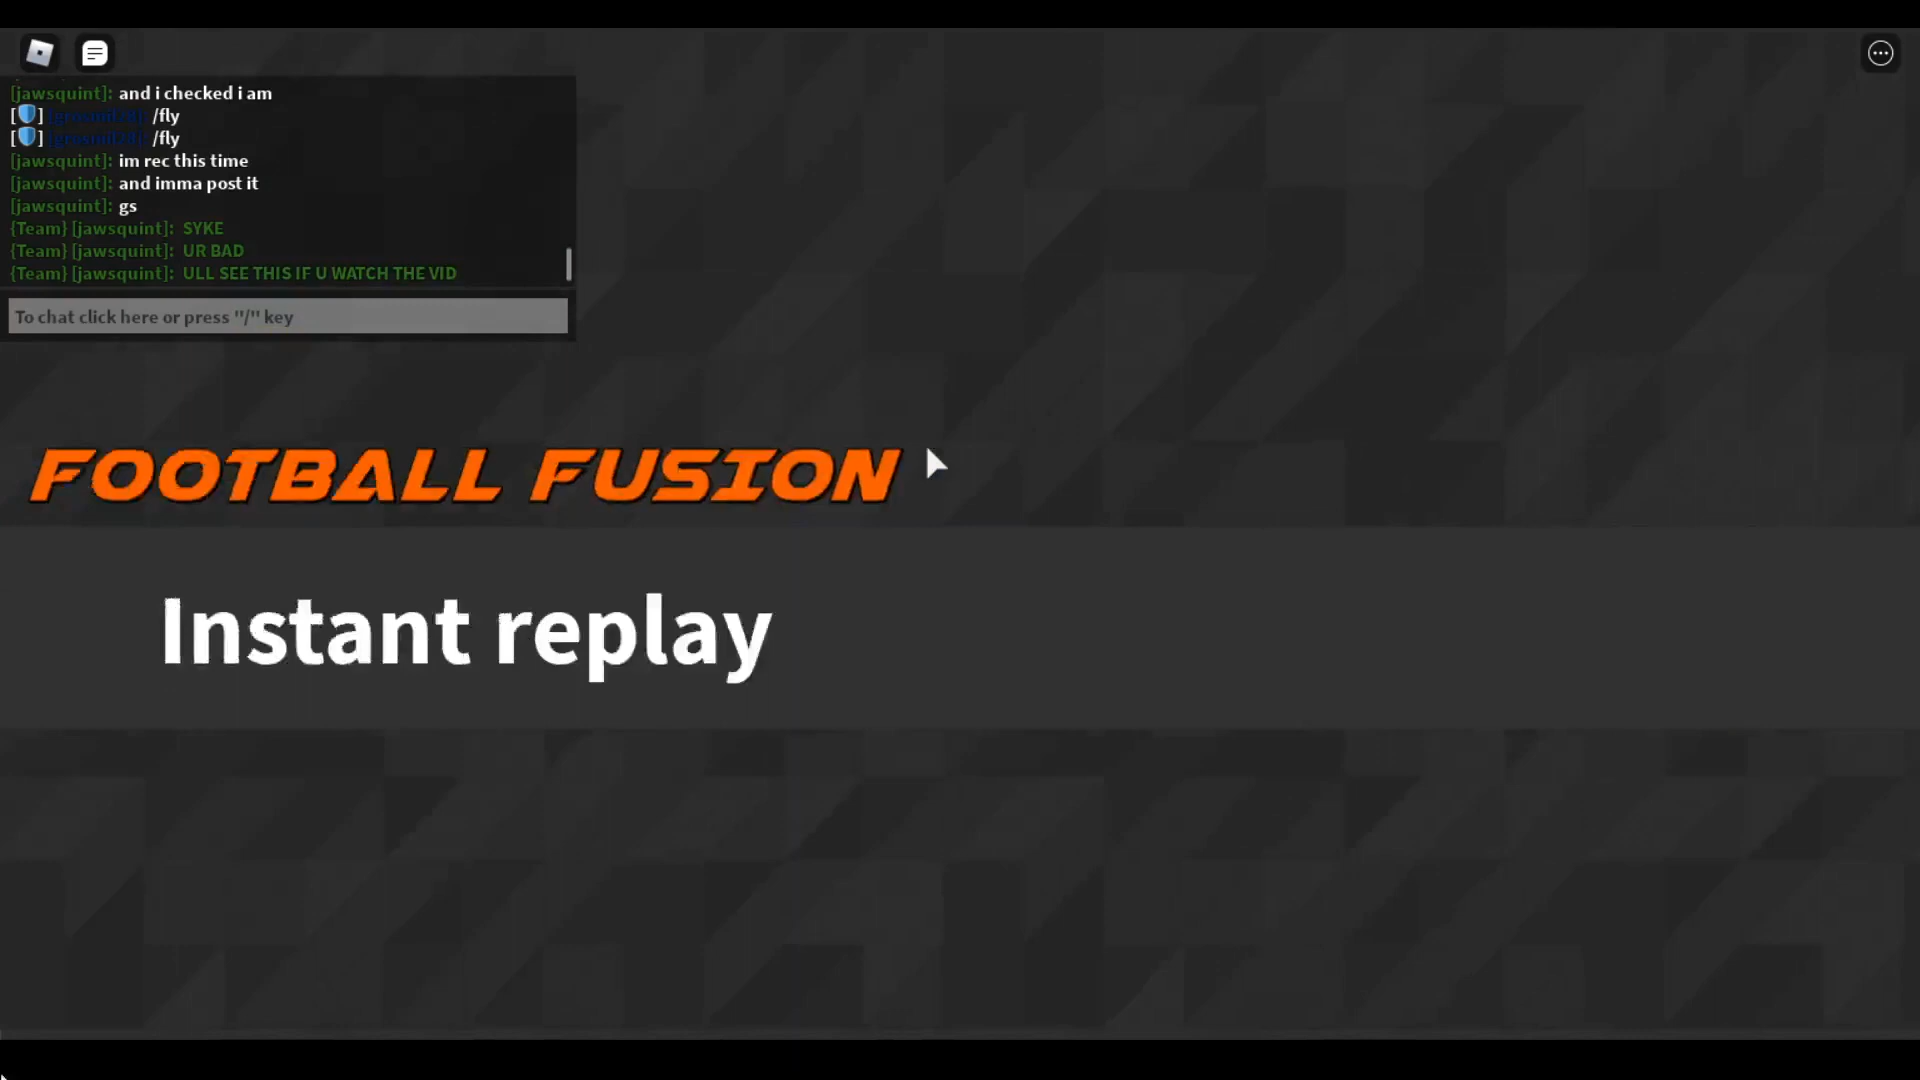 [jawsquint]: and i checked i am
/fly
/fly
[jawsquint]: im rec this time
[jawsquint]: and imma post it
[jawsquint]: gs
{Team} [jawsquint]: SYKE
{Team} [jawsquint]: UR BAD
{Team} [jawsquint]: ULL SEE THIS IF U WATCH THE VID
To chat click here or press "/" key
FOOTBALL FUSION
Instant replay